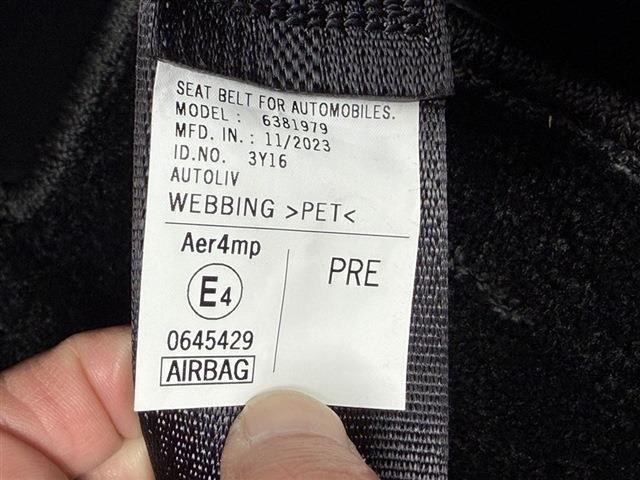 SEAT BELT FOR AUTOMOBILES.
MODEL : 6381979
MFD. IN. : 11/2023
ID.NO. 3Y16
AUTOLIV
WEBBING >PET<
Aer4mp
E4
PRE
0645429
AIRBAG